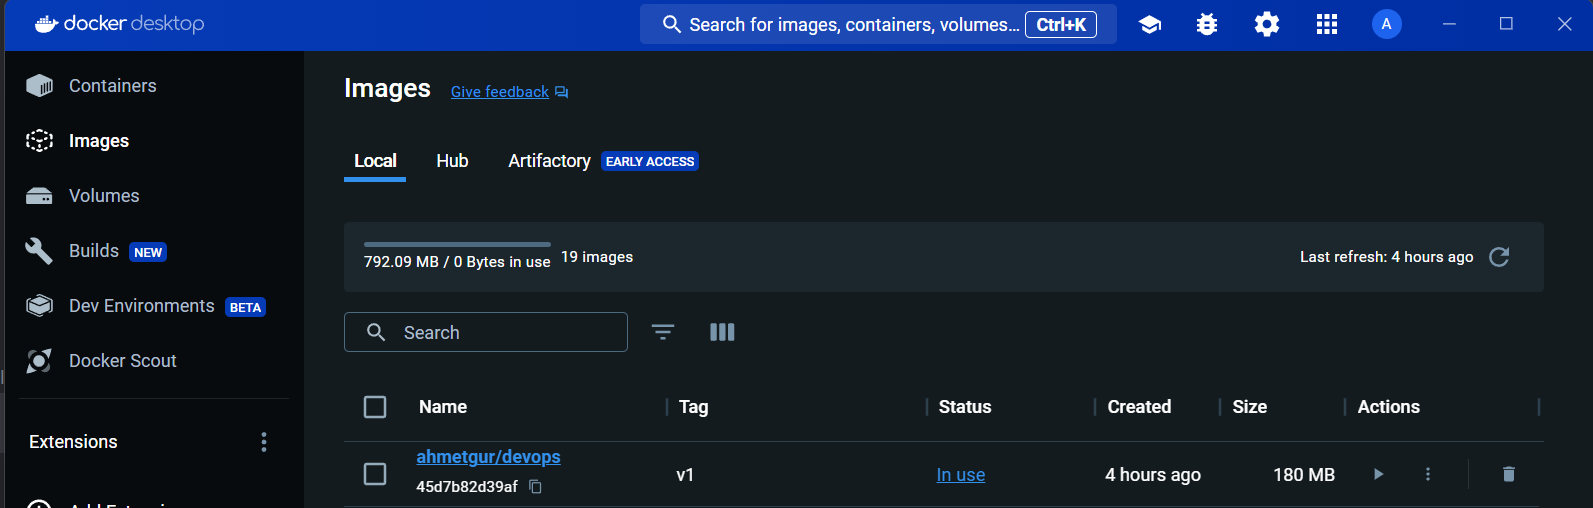 docker desktop
Search for images, containers, volumes... Ctrl+K
A
Containers
Images
Volumes
Builds NEW
Dev Environments BETA
Docker Scout
Extensions
Images Give feedback
Local Hub Artifactory EARLY ACCESS
792.09 MB / 0 Bytes in use 19 images Last refresh: 4 hours ago
Search
Name Tag Status Created Size Actions
ahmetgur/devops
45d7b82d39af
v1 In use 4 hours ago 180 MB